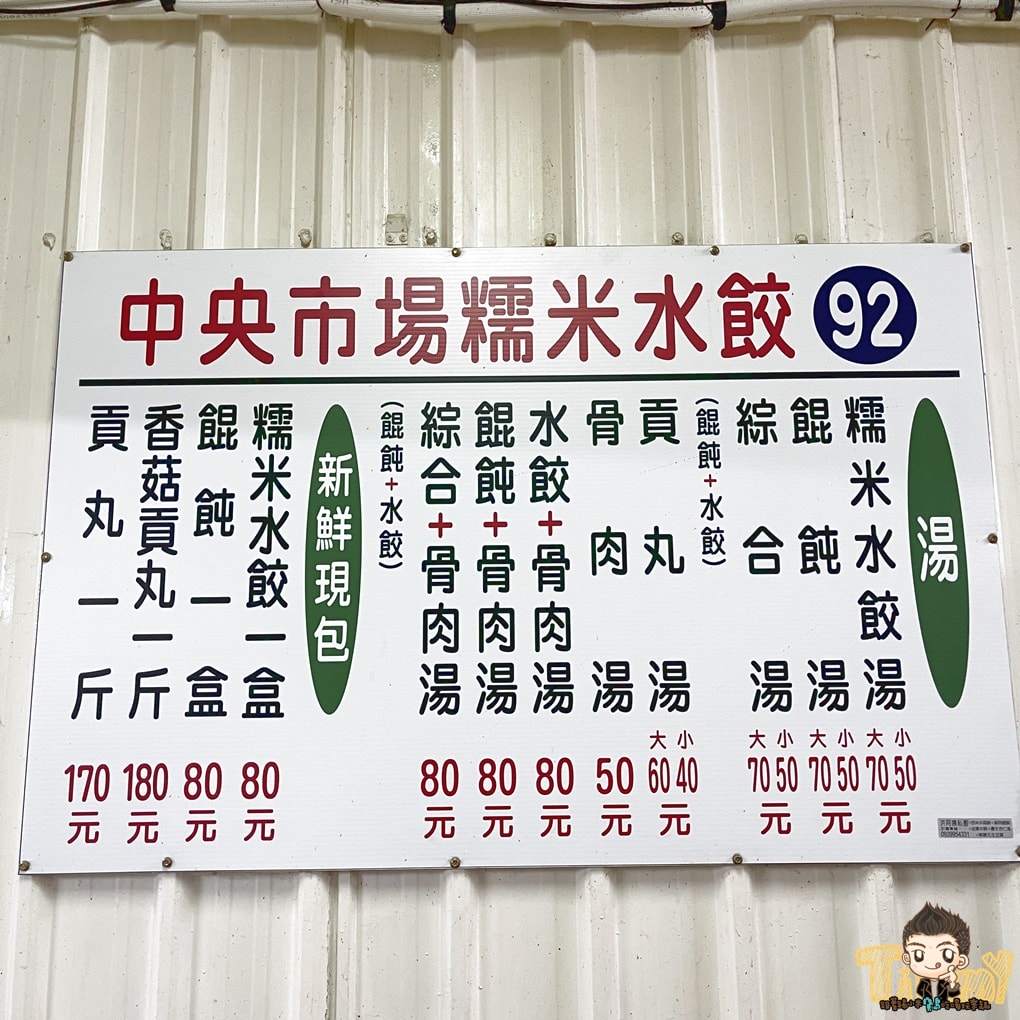 中央市場糯米水餃 92
湯
糯米水餃湯 大70 小50元
餛飩湯 大70 小50元
綜合湯 大70 小50元
(餛飩+水餃)
貢丸湯 大60 小40元
骨肉湯 50元
水餃+骨肉湯 80元
餛飩+骨肉湯 80元
綜合+骨肉湯 80元
(餛飩+水餃)
新鮮現包
糯米水餃一盒 80元
餛飩一盒 80元
香菇貢丸一斤 180元
貢丸一斤 170元
0939954331